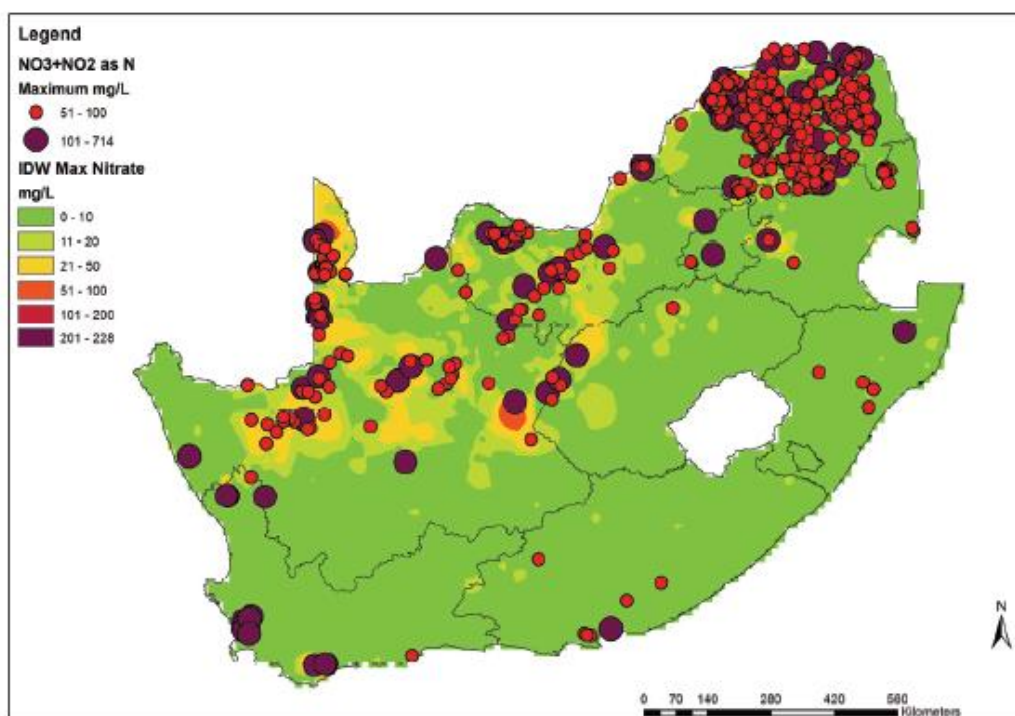 Legend
NO3+NO2 as N
Maximum mg/L
51 - 100
101 - 714
IDW Max Nitrate
mg/L
0 - 10
11 - 20
21 - 50
51 - 100
101 - 200
201 - 228
N
0 70 140 280 420 560
Kilometers